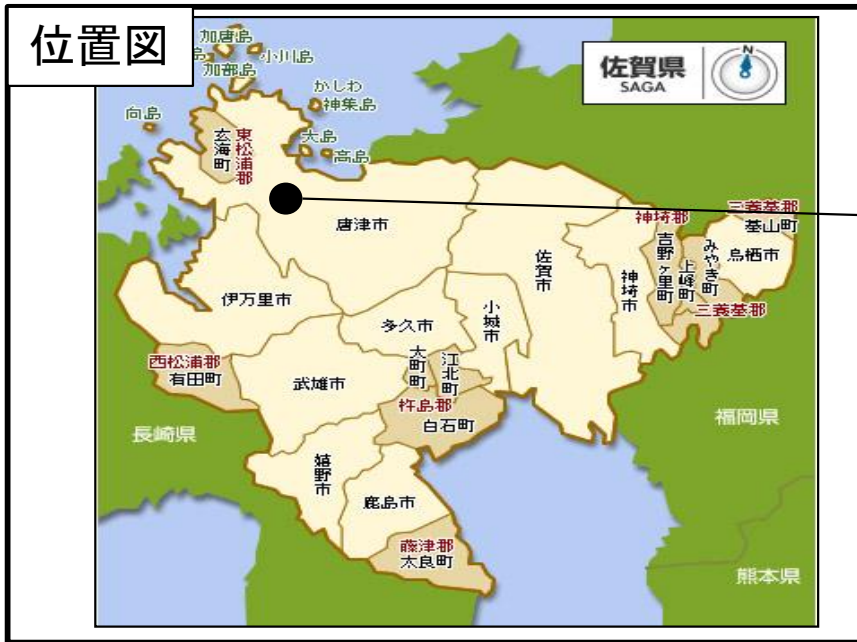 位置図
加唐島
小川島
島
加部島
かしわ
神集島
向島
大島
高島
佐賀県
SAGA
N
東松浦郡
玄海町
唐津市
伊万里市
佐賀市
神埼市
神埼郡
吉野ヶ里町
上峰町
みやき町
三養基郡
基山町
鳥栖市
三養基郡
多久市
小城市
大町町
江北町
杵島郡
白石町
西松浦郡
有田町
武雄市
嬉野市
鹿島市
藤津郡
太良町
長崎県
福岡県
熊本県